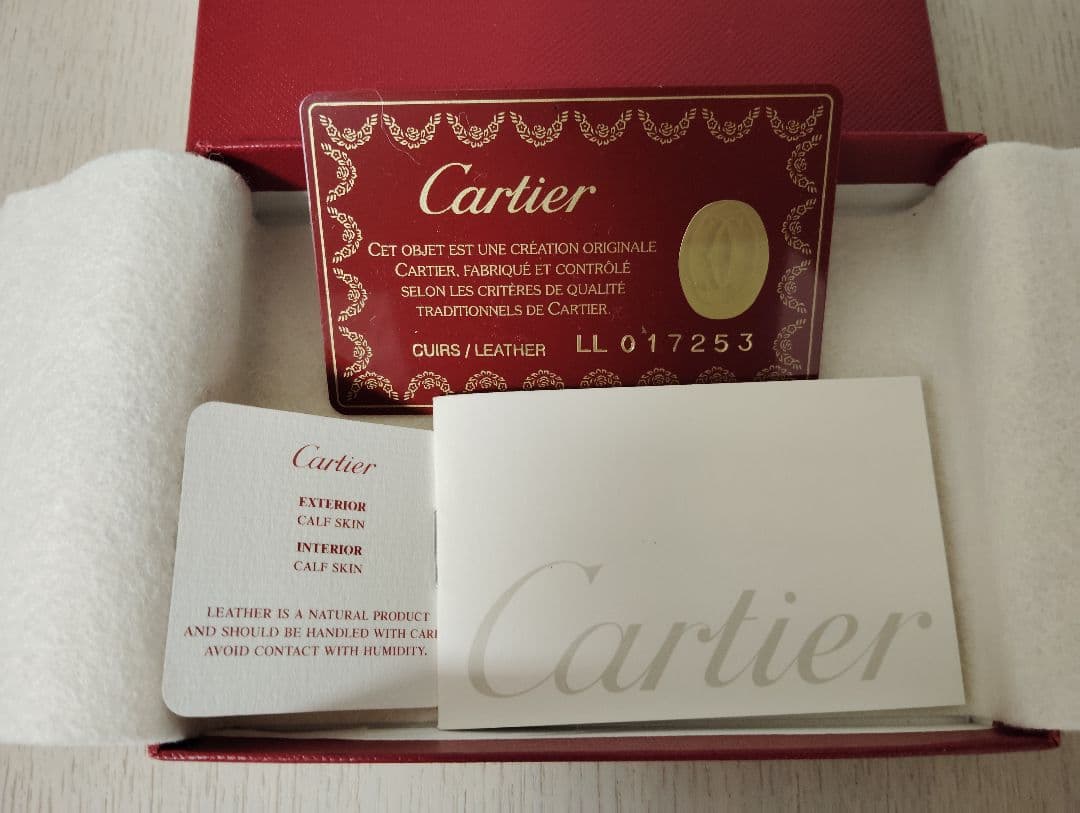 Cartier
CET OBJET EST UNE CRÉATION ORIGINALE
CARTIER, FABRIQUÉ ET CONTRÔLÉ
SELON LES CRITÈRES DE QUALITÉ
TRADITIONNELS DE CARTIER.
CUIRS / LEATHER LL 017253
Cartier
EXTERIOR
CALF SKIN
INTERIOR
CALF SKIN
LEATHER IS A NATURAL PRODUCT
AND SHOULD BE HANDLED WITH CAR
AVOID CONTACT WITH HUMIDITY.
Cartier